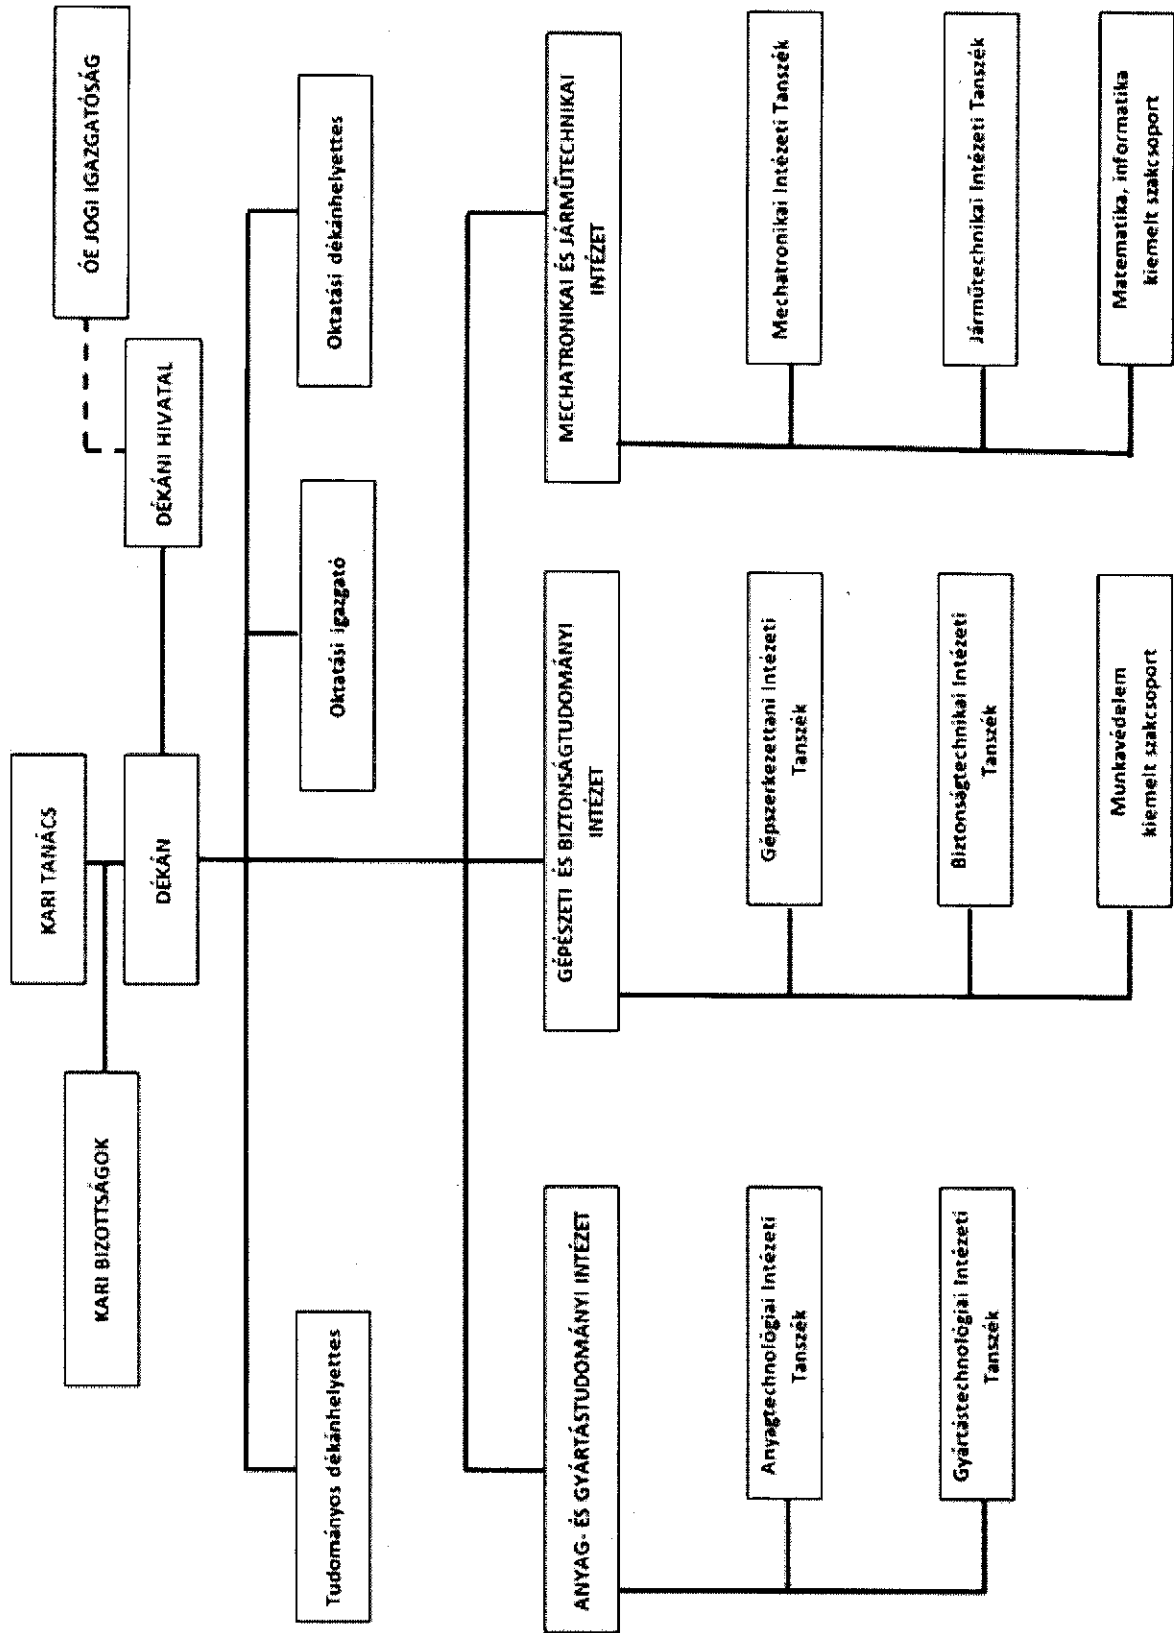 KARI TANÁCS
ÓE JOGI IGAZGATÓSÁG
KARI BIZOTTSÁGOK
DÉKÁN
DÉKÁNI HIVATAL
Tudományos dékánhelyettes
Oktatási igazgató
Oktatási dékánhelyettes
ANYAG- ÉS GYÁRTÁSTUDOMÁNYI INTÉZET
GÉPÉSZETI ÉS BIZTONSÁGTUDOMÁNYI
INTÉZET
MECHATRONIKAI ÉS JÁRMŰTECHNIKAI
INTÉZET
Anyagtechnológiai Intézeti
Tanszék
Gépszerkezettani Intézeti
Tanszék
Mechatronikai Intézeti Tanszék
Gyártástechnológiai Intézeti
Tanszék
Biztonságtechnikai Intézeti
Tanszék
Járműtechnikai Intézeti Tanszék
Munkavédelem
kiemelt szakcsoport
Matematika, informatika
kiemelt szakcsoport